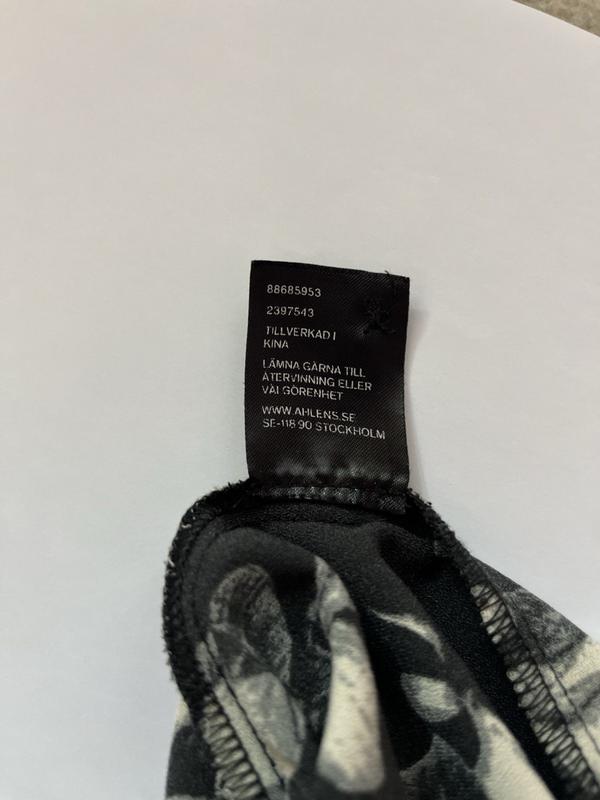 88685953
2397543
TILLVERKAD I
KINA
LÄMNA GÄRNA TILL
ÅTERVINNING ELLER
VÄLGÖRENHET
WWW.AHLENS.SE
SE-118 90 STOCKHOLM